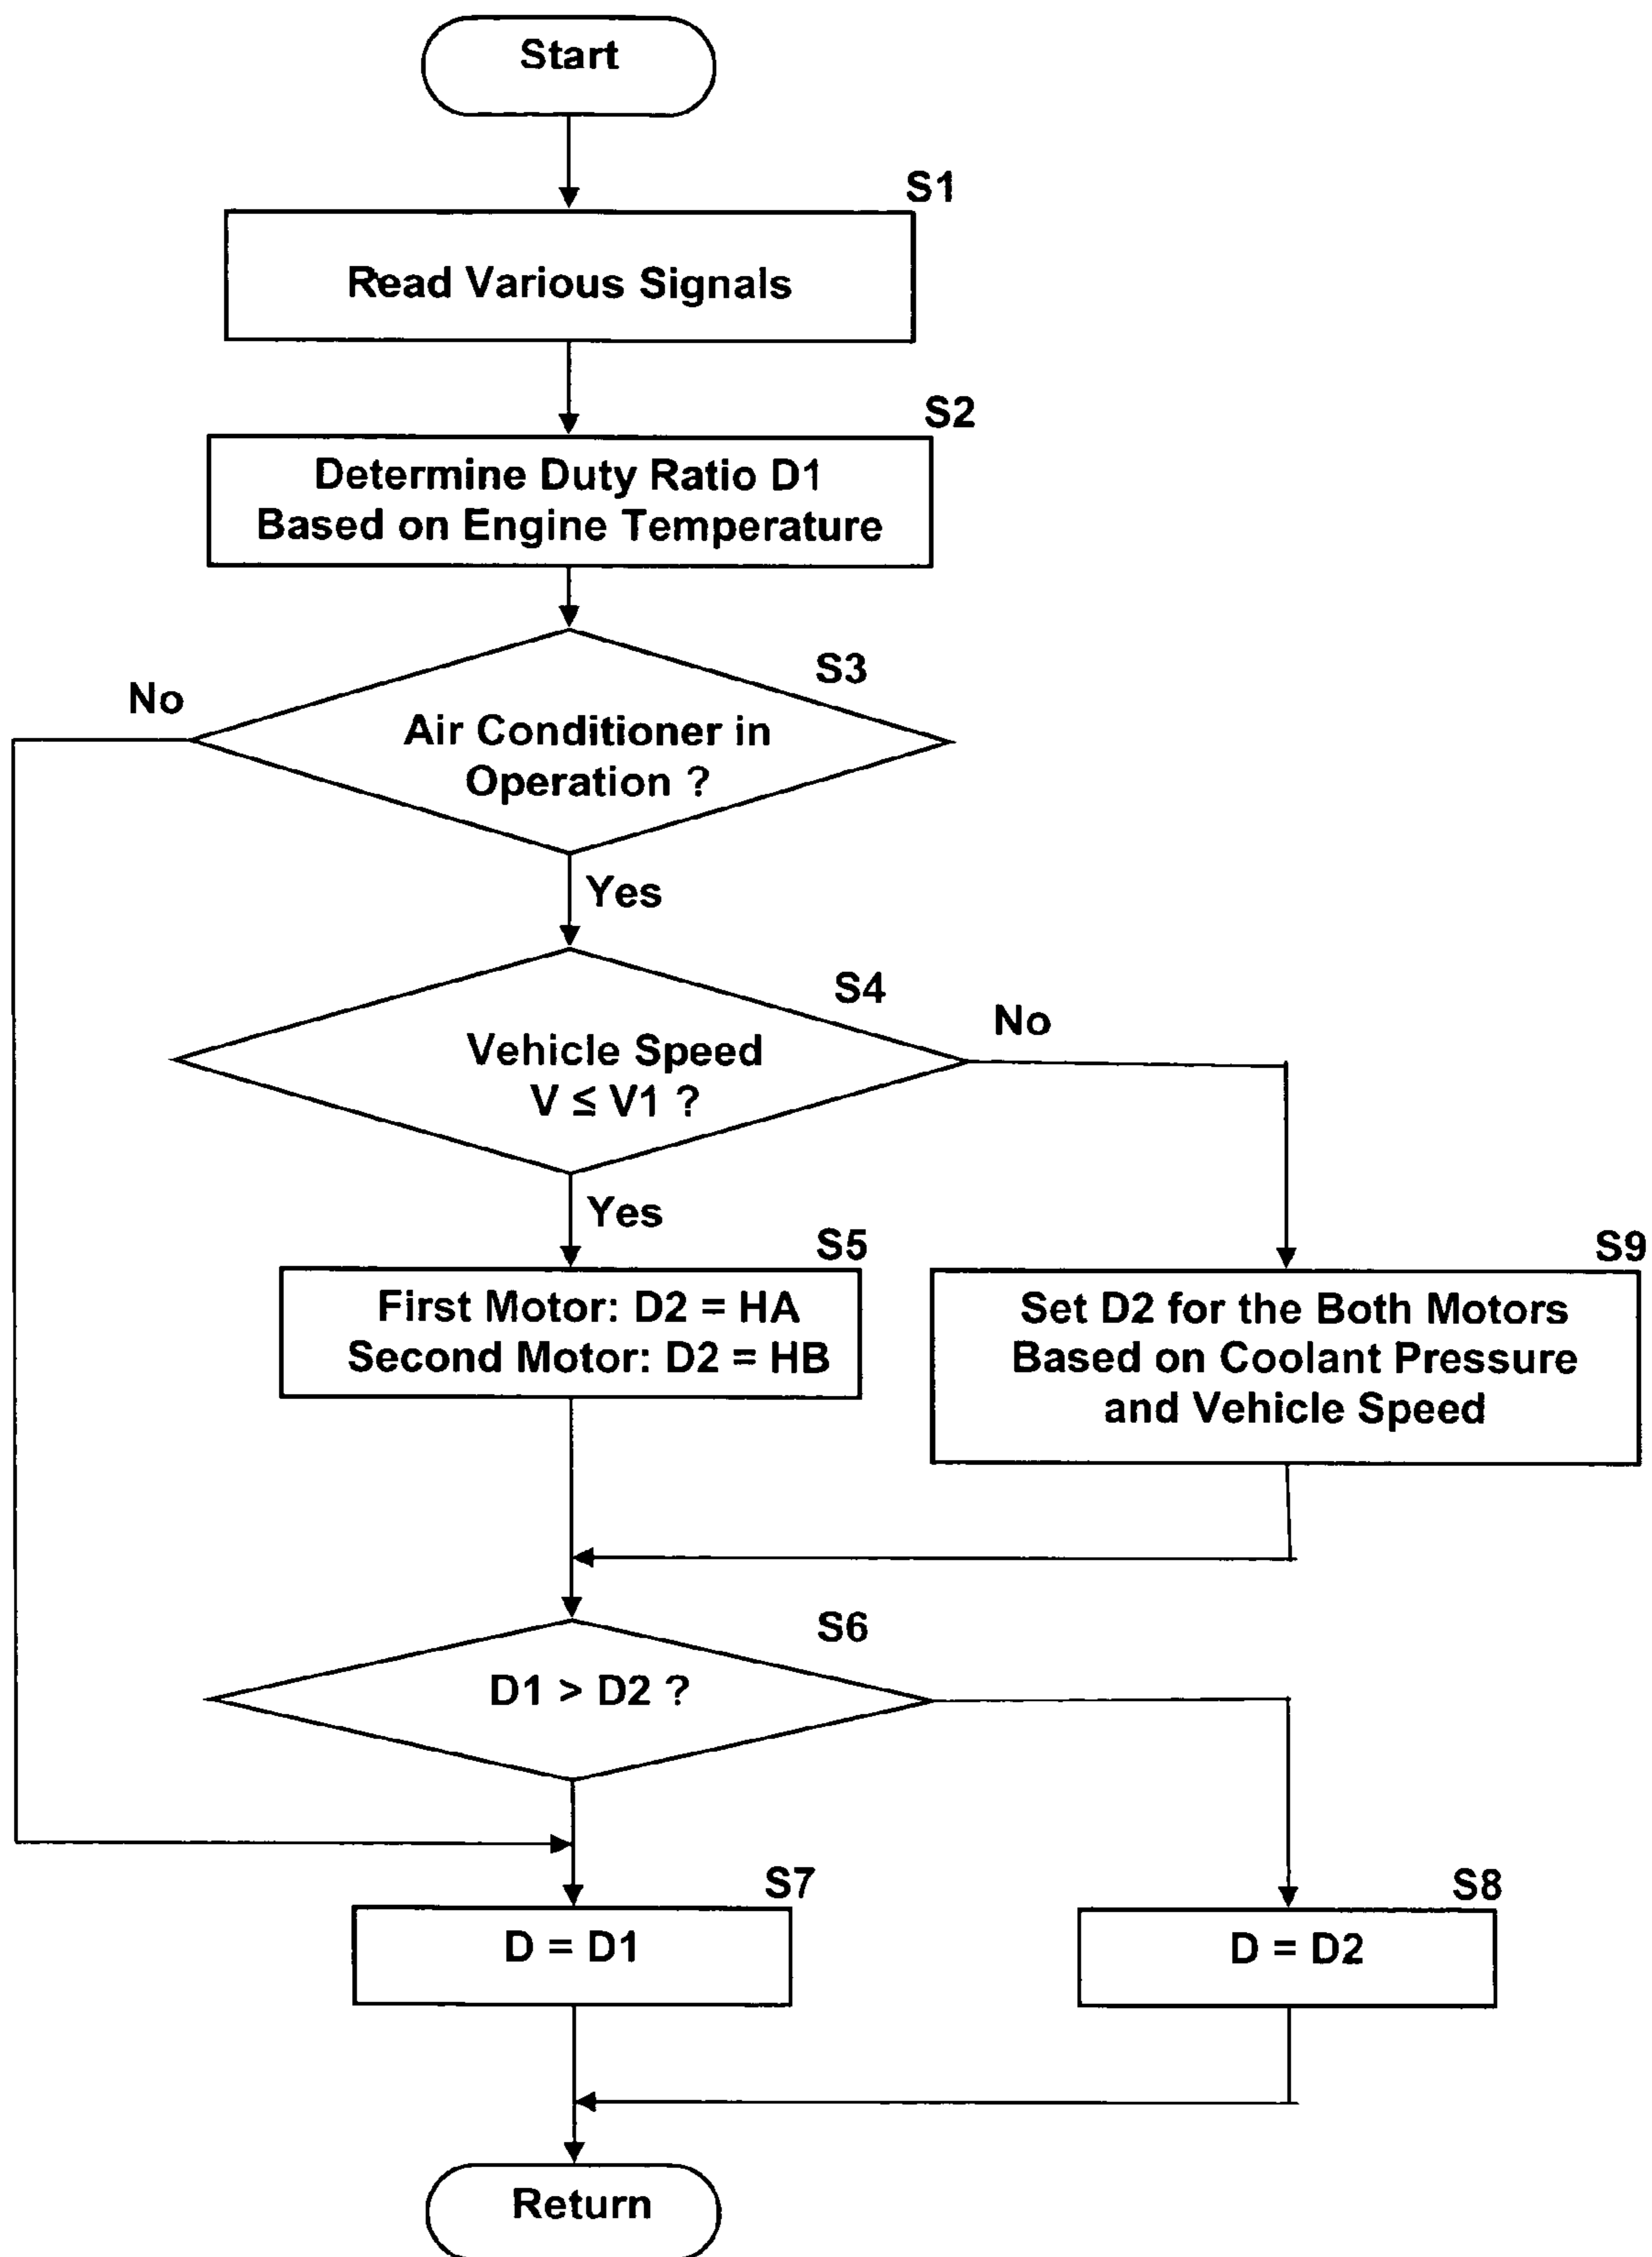 Start
S1
Read Various Signals
S2
Determine Duty Ratio D1
Based on Engine Temperature
S3
No
Air Conditioner in
Operation ?
Yes
S4
No
Vehicle Speed
V ≤ V1 ?
Yes
S5
First Motor: D2 = HA
Second Motor: D2 = HB
S9
Set D2 for the Both Motors
Based on Coolant Pressure
and Vehicle Speed
S6
D1 > D2 ?
S7
D = D1
S8
D = D2
Return